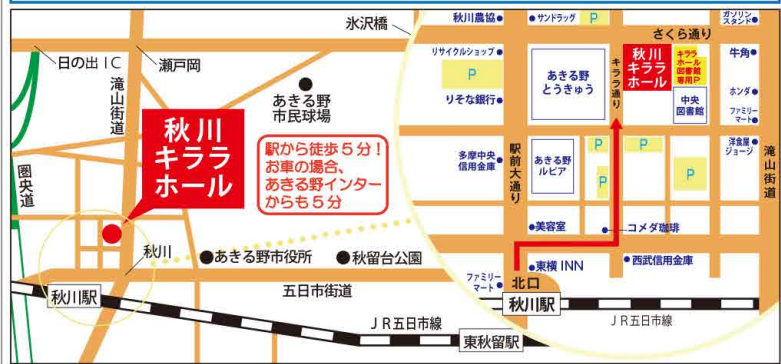 氷沢橋
日の出IC
瀬戸岡
滝山街道
あきる野
市民球場
秋川
キララ
ホール
駅から徒歩5分！
お車の場合、
あきる野インター
からも5分
圏央道
秋川
あきる野市役所
秋留台公園
五日市街道
秋川駅
JR五日市線
東秋留駅
秋川農協
サンドラッグ
P
ガソリン
スタンド
さくら通り
リサイクルショップ
P
りそな銀行
あきる野
とうきゅう
キララ通り
秋川
キララ
ホール
キララ
ホール
図書館
専用P
牛角
中央
図書館
ホンダ
ファミリー
マート
多摩中央
信用金庫
駅前大通り
あきる野
ルピア
P
P
P
P
洋食屋
ジョージ
滝山街道
美容室
コメダ珈琲
東横INN
西武信用金庫
ファミリー
マート
北口
秋川駅
JR五日市線